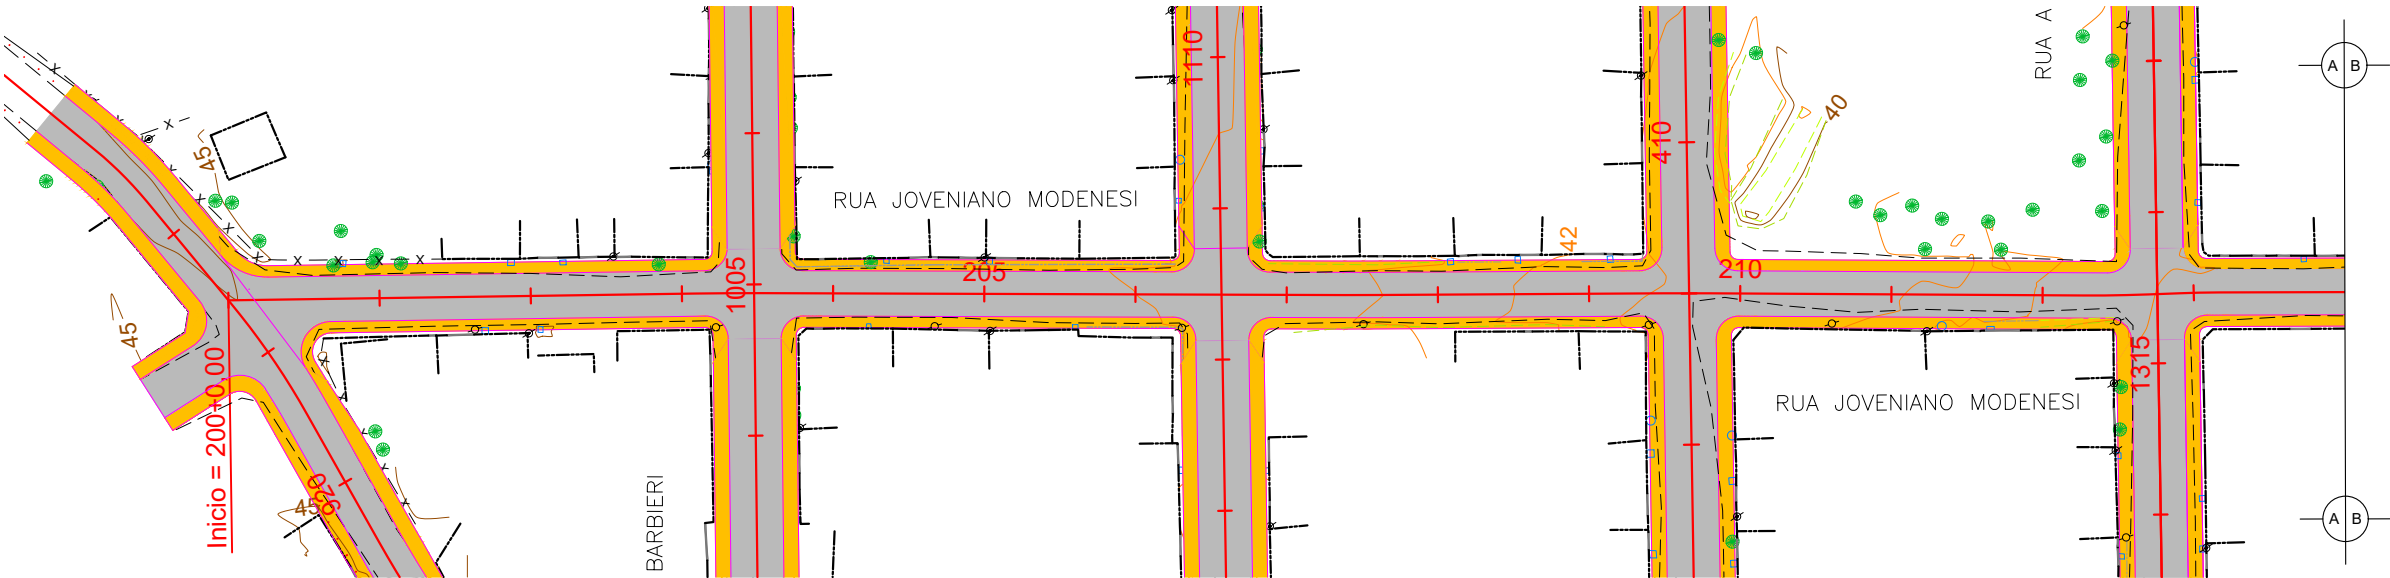 RUA A
1110
40
A B
410
45
RUA JOVENIANO MODENESI
42
205
210
1005
45
1315
Inicio = 200+0,00
RUA JOVENIANO MODENESI
920
45
BARBIERI
A B